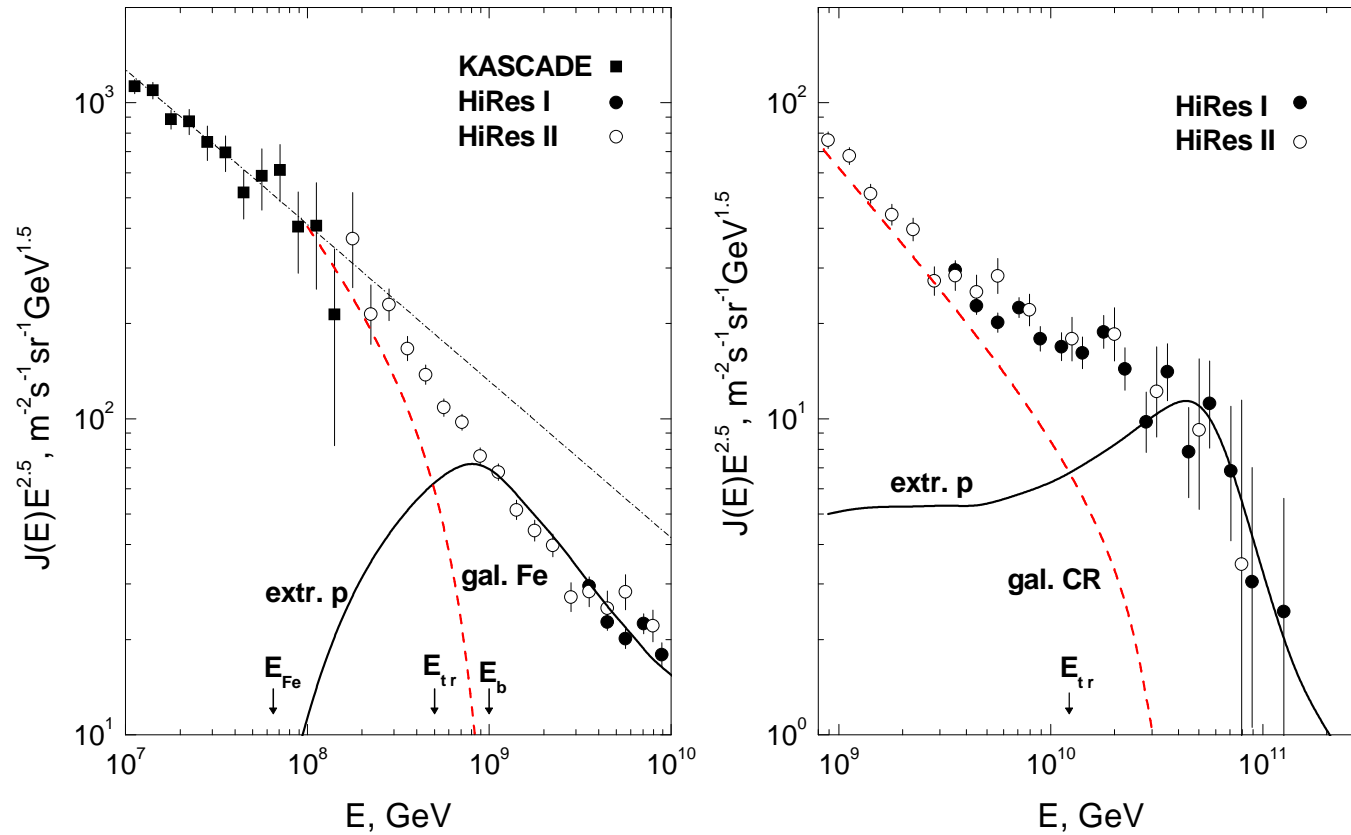 KASCADE
HiRes I
HiRes II
10³
10²
10¹
J(E)E^2.5, m⁻²s⁻¹sr⁻¹GeV^1.5
extr. p
gal. Fe
E_Fe
E_tr
E_b
10⁷
10⁸
10⁹
10¹⁰
E, GeV
HiRes I
HiRes II
10²
10¹
10⁰
J(E)E^2.5, m⁻²s⁻¹sr⁻¹GeV^1.5
extr. p
gal. CR
E_tr
10⁹
10¹⁰
10¹¹
E, GeV